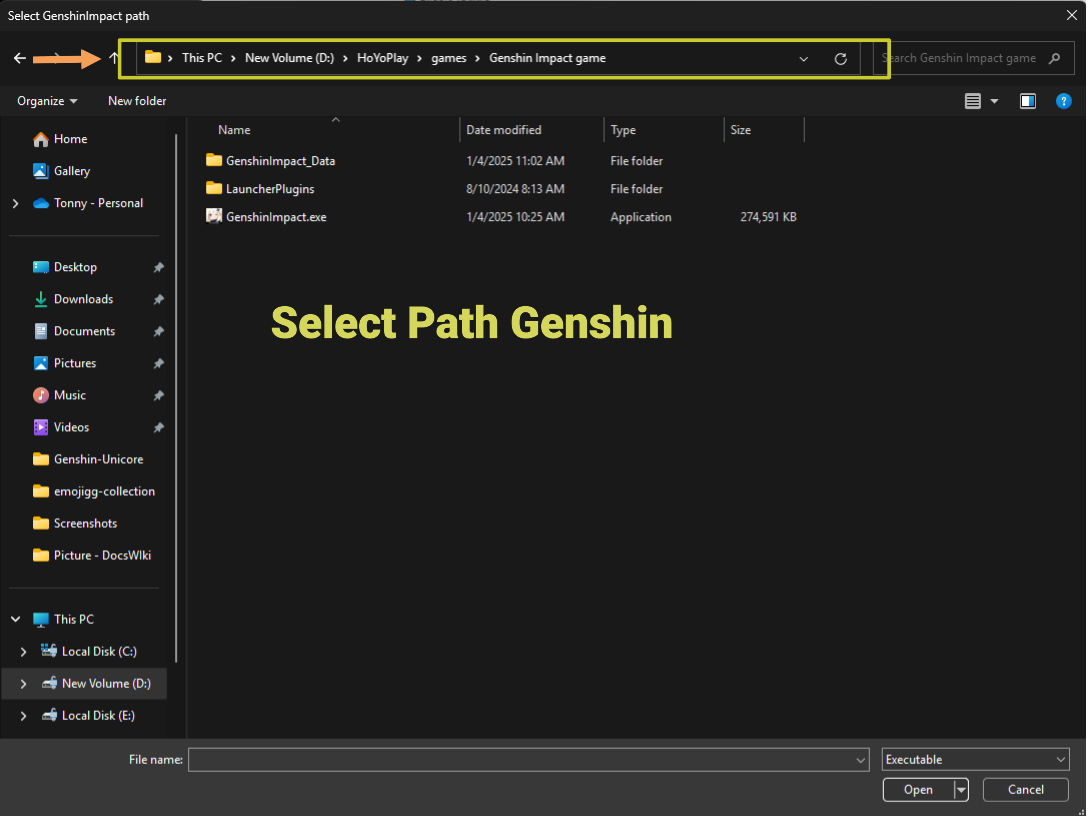 Select GenshinImpact path
This PC > New Volume (D:) > HoYoPlay > games > Genshin Impact game
Search Genshin Impact game
Organize
New folder
Name
Date modified
Type
Size
GenshinImpact_Data 1/4/2025 11:02 AM File folder
LauncherPlugins 8/10/2024 8:13 AM File folder
GenshinImpact.exe 1/4/2025 10:25 AM Application 274,591 KB
Home
Gallery
Tonny - Personal
Desktop
Downloads
Documents
Pictures
Music
Videos
Genshin-Unicore
emojigg-collection
Screenshots
Picture - DocsWIki
This PC
Local Disk (C:)
New Volume (D:)
Local Disk (E:)
Select Path Genshin
File name:
Executable
Open
Cancel